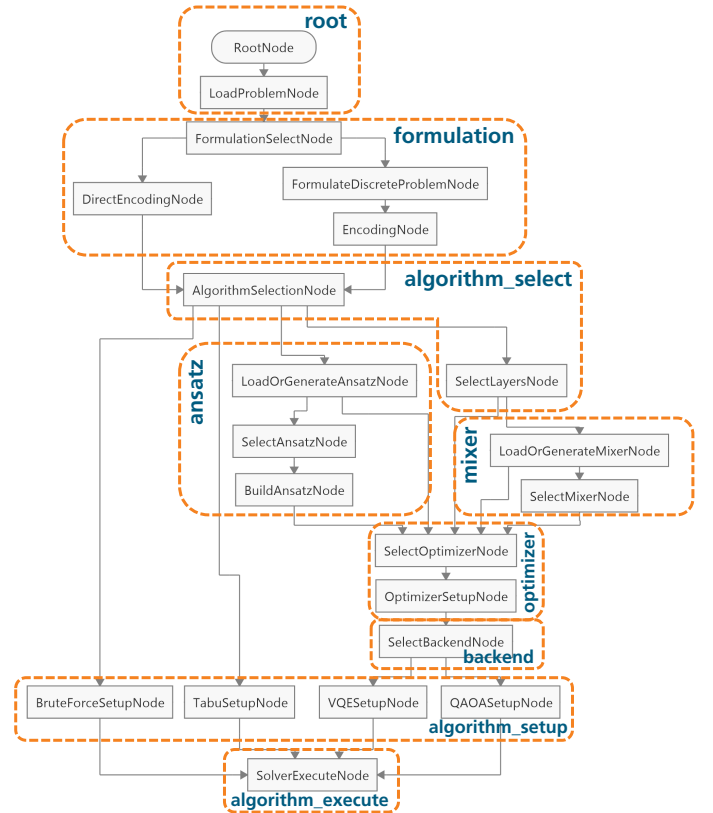 root
RootNode
LoadProblemNode
FormulationSelectNode
formulation
FormulateDiscreteProblemNode
DirectEncodingNode
EncodingNode
algorithm_select
AlgorithmSelectionNode
ansatz
LoadOrGenerateAnsatzNode
SelectLayersNode
SelectAnsatzNode
mixer
LoadOrGenerateMixerNode
BuildAnsatzNode
SelectMixerNode
SelectOptimizerNode
optimizer
OptimizerSetupNode
SelectBackendNode
backend
BruteForceSetupNode
TabuSetupNode
VQESetupNode
QAOASetupNode
algorithm_setup
SolverExecuteNode
algorithm_execute